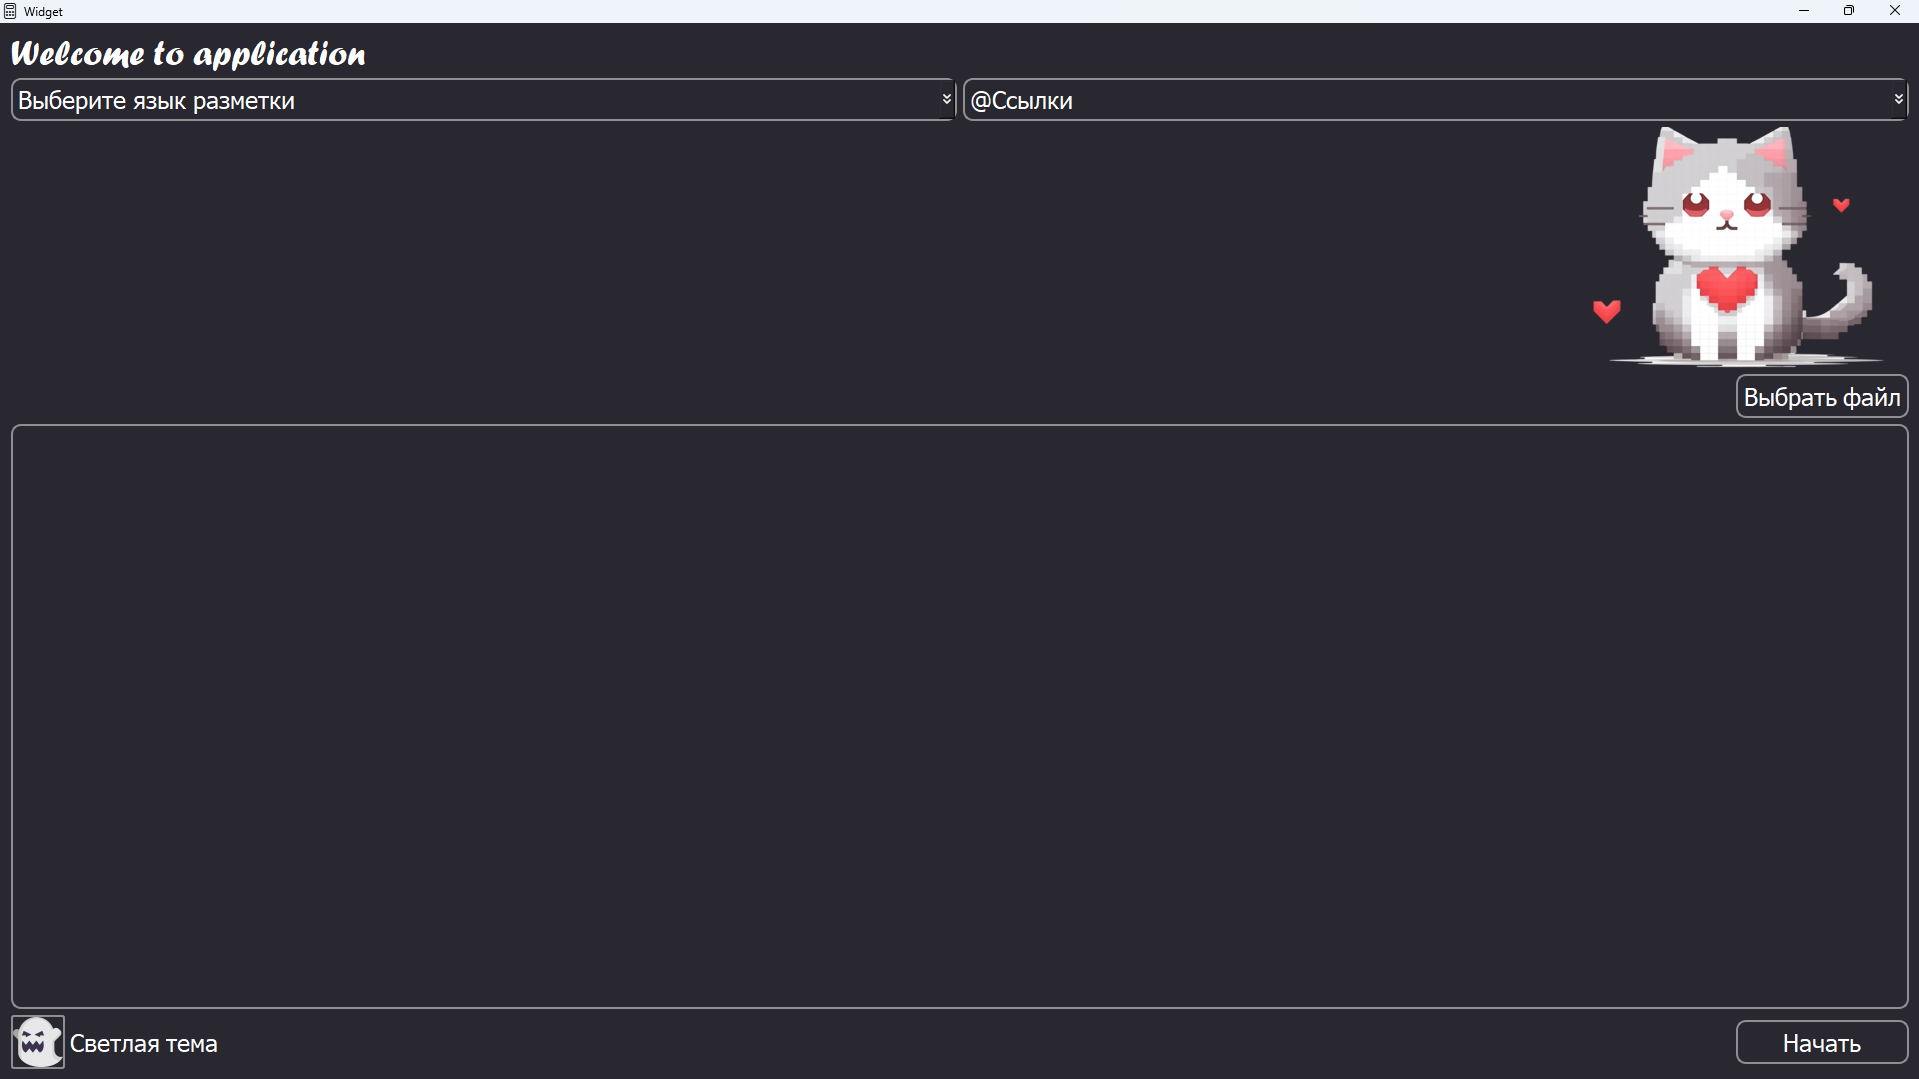 Widget
Welcome to application
Выберите язык разметки
@Ссылки
Выбрать файл
Светлая тема
Начать